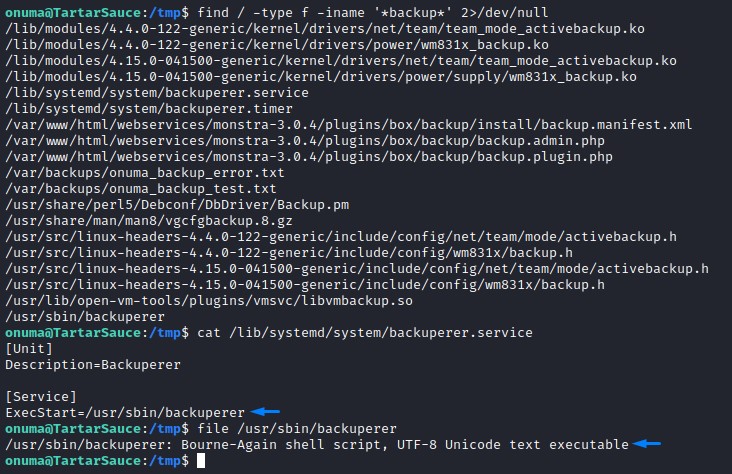 onuma@TartarSauce:/tmp$ find / -type f -iname '*backup*' 2>/dev/null
/lib/modules/4.4.0-122-generic/kernel/drivers/net/team/team_mode_activebackup.ko
/lib/modules/4.4.0-122-generic/kernel/drivers/power/wm831x_backup.ko
/lib/modules/4.15.0-041500-generic/kernel/drivers/net/team/team_mode_activebackup.ko
/lib/modules/4.15.0-041500-generic/kernel/drivers/power/supply/wm831x_backup.ko
/lib/systemd/system/backuperer.service
/lib/systemd/system/backuperer.timer
/var/www/html/webservices/monstra-3.0.4/plugins/box/backup/install/backup.manifest.xml
/var/www/html/webservices/monstra-3.0.4/plugins/box/backup/backup.admin.php
/var/www/html/webservices/monstra-3.0.4/plugins/box/backup/backup.plugin.php
/var/backups/onuma_backup_error.txt
/var/backups/onuma_backup_test.txt
/usr/share/perl5/Debconf/DbDriver/Backup.pm
/usr/share/man/man8/vgcfgbackup.8.gz
/usr/src/linux-headers-4.4.0-122-generic/include/config/net/team/mode/activebackup.h
/usr/src/linux-headers-4.4.0-122-generic/include/config/wm831x/backup.h
/usr/src/linux-headers-4.15.0-041500-generic/include/config/net/team/mode/activebackup.h
/usr/src/linux-headers-4.15.0-041500-generic/include/config/wm831x/backup.h
/usr/lib/open-vm-tools/plugins/vmsvc/libvmbackup.so
/usr/sbin/backuperer
onuma@TartarSauce:/tmp$ cat /lib/systemd/system/backuperer.service
[Unit]
Description=Backuperer
[Service]
ExecStart=/usr/sbin/backuperer
onuma@TartarSauce:/tmp$ file /usr/sbin/backuperer
/usr/sbin/backuperer: Bourne-Again shell script, UTF-8 Unicode text executable
onuma@TartarSauce:/tmp$